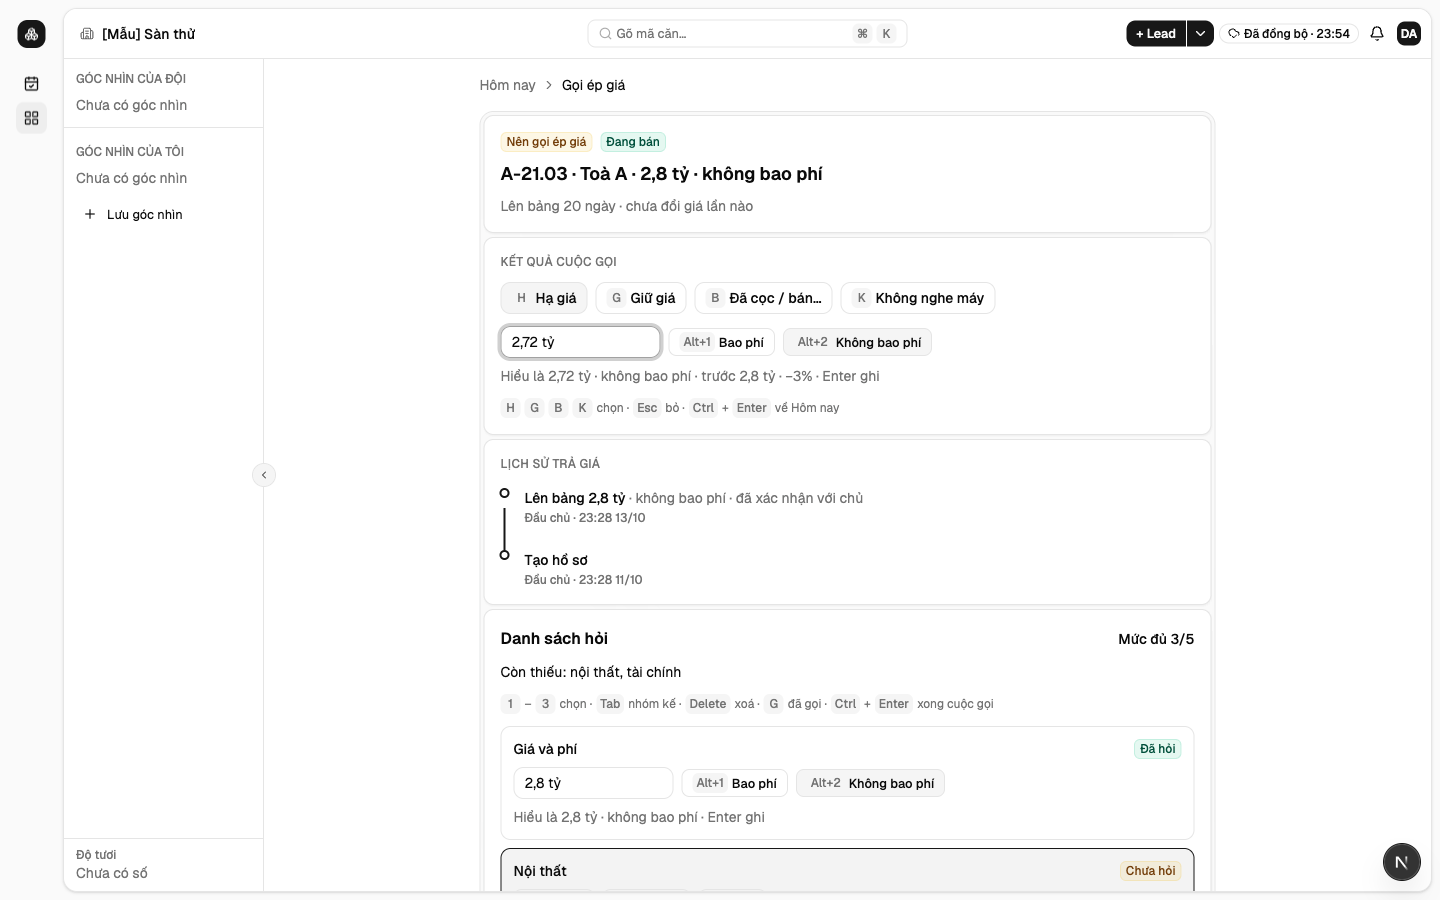 [Mẫu] Sàn thử
Gõ mã căn...
⌘ K
+ Lead
Đã đồng bộ · 23:54
DA
GÓC NHÌN CỦA ĐỘI
Chưa có góc nhìn
GÓC NHÌN CỦA TÔI
Chưa có góc nhìn
+ Lưu góc nhìn
Độ tươi
Chưa có số
Hôm nay > Gọi ép giá
Nên gọi ép giá Đang bán
A-21.03 · Toà A · 2,8 tỷ · không bao phí
Lên bảng 20 ngày · chưa đổi giá lần nào
KẾT QUẢ CUỘC GỌI
H Hạ giá G Giữ giá B Đã cọc / bán... K Không nghe máy
2,72 tỷ Alt+1 Bao phí Alt+2 Không bao phí
Hiểu là 2,72 tỷ · không bao phí · trước 2,8 tỷ · −3% · Enter ghi
H G B K chọn · Esc bỏ · Ctrl + Enter về Hôm nay
LỊCH SỬ TRẢ GIÁ
Lên bảng 2,8 tỷ · không bao phí · đã xác nhận với chủ
Đầu chủ · 23:28 13/10
Tạo hồ sơ
Đầu chủ · 23:28 11/10
Danh sách hỏi Mức đủ 3/5
Còn thiếu: nội thất, tài chính
1 – 3 chọn · Tab nhóm kế · Delete xoá · G đã gọi · Ctrl + Enter xong cuộc gọi
Giá và phí Đã hỏi
2,8 tỷ Alt+1 Bao phí Alt+2 Không bao phí
Hiểu là 2,8 tỷ · không bao phí · Enter ghi
Nội thất Chưa hỏi
N